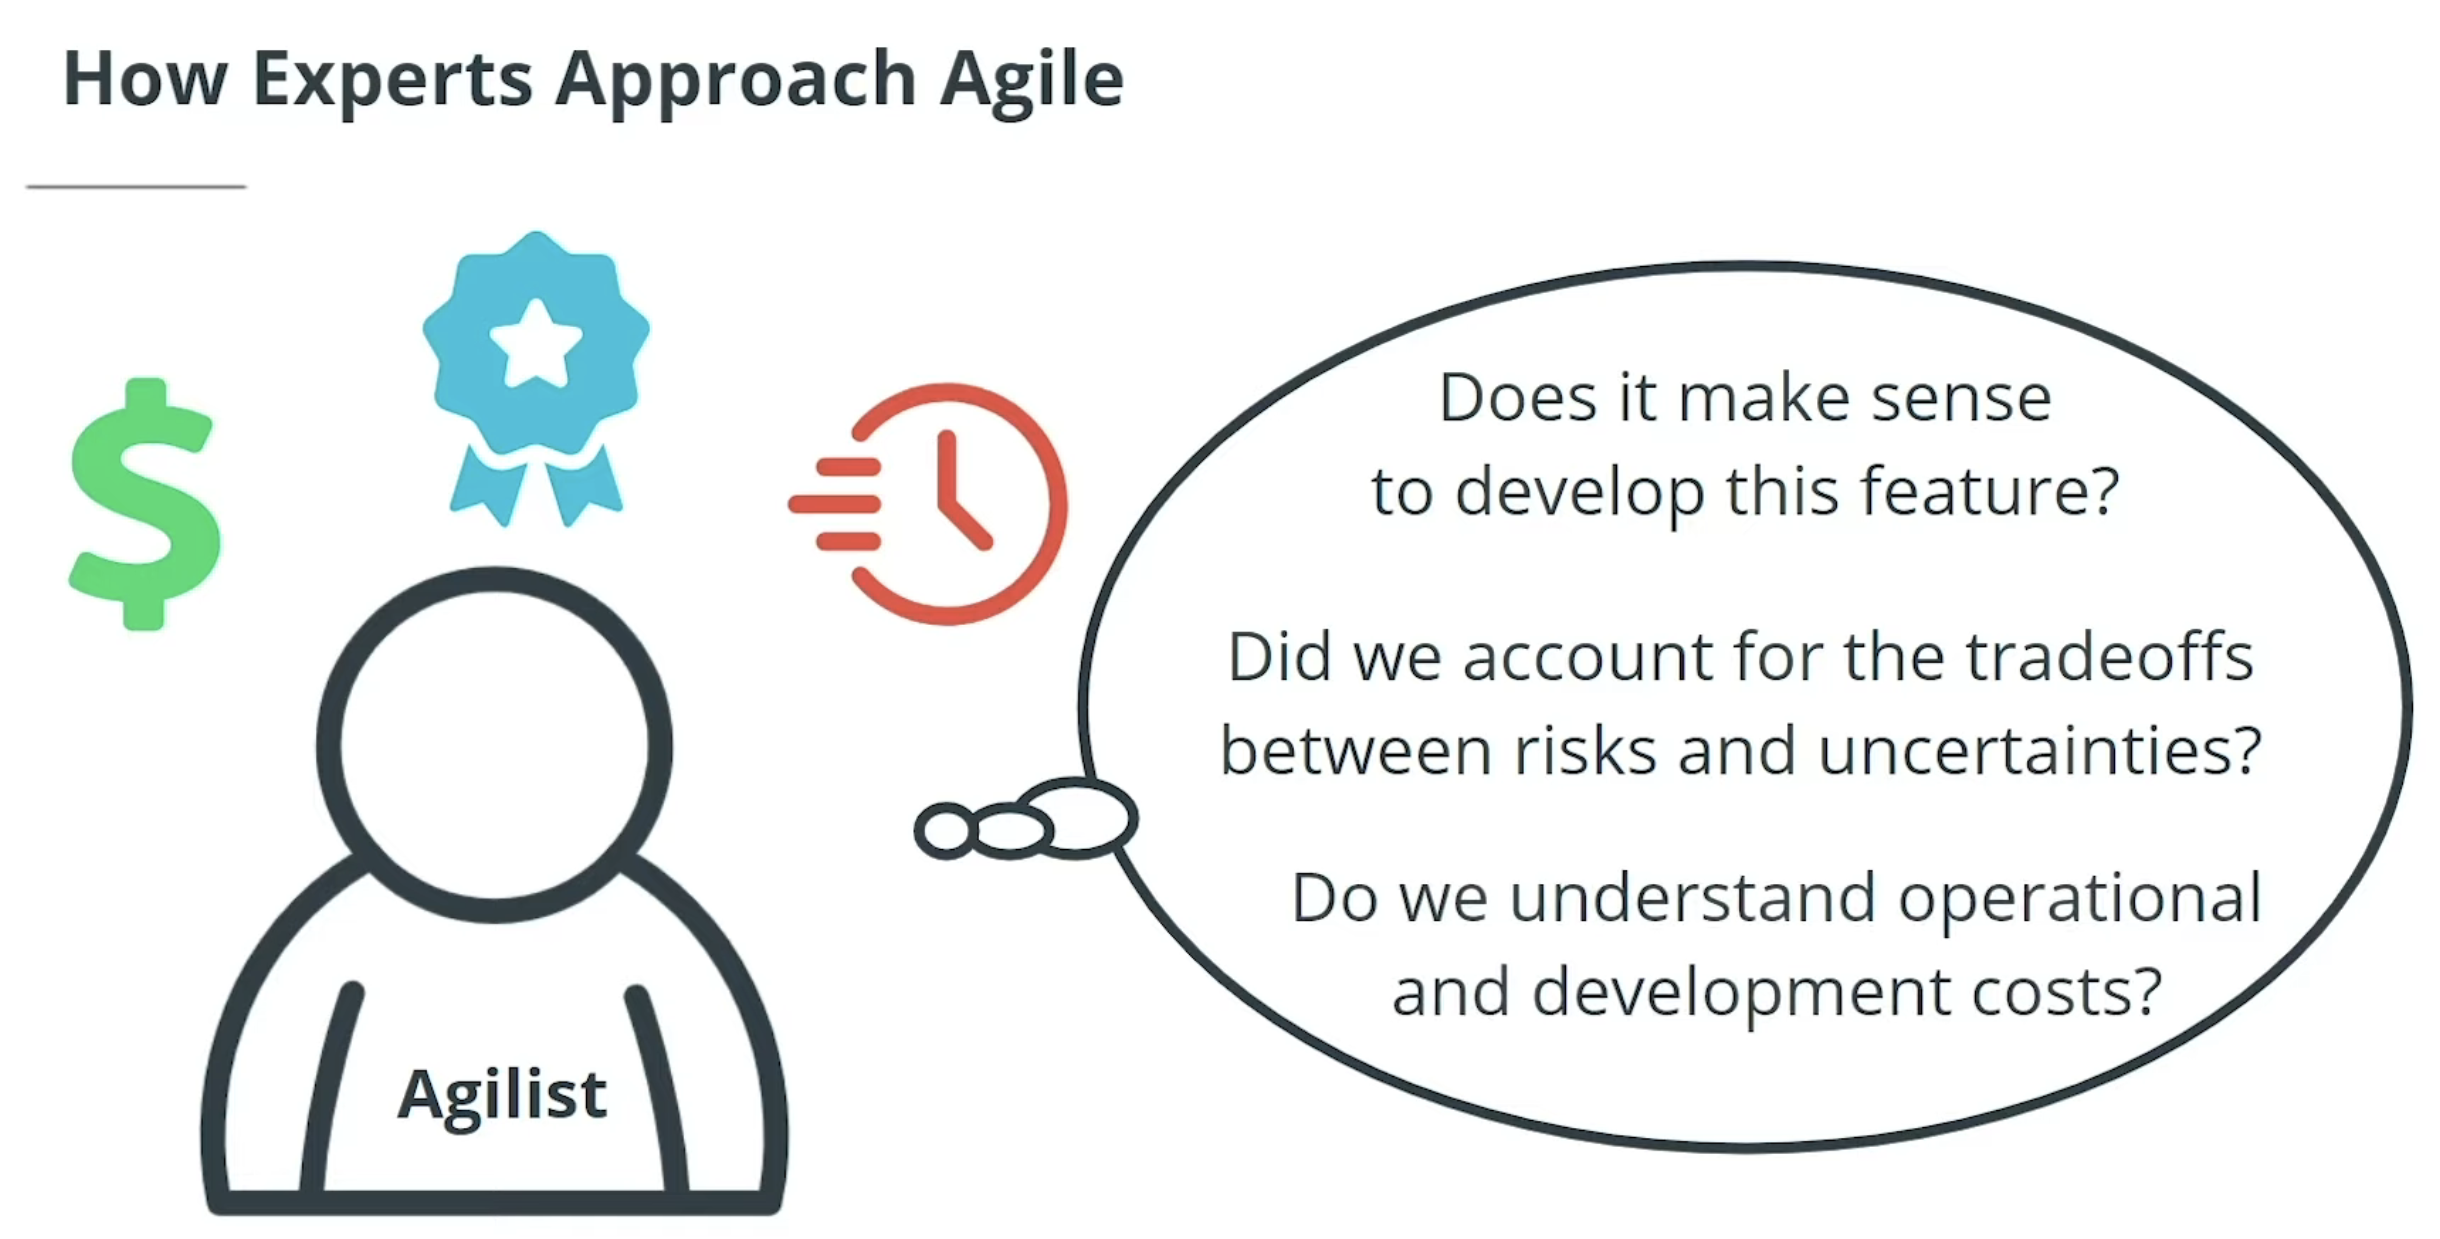 How Experts Approach Agile
Does it make sense
to develop this feature?
Did we account for the tradeoffs
between risks and uncertainties?
Do we understand operational
and development costs?
Agilist